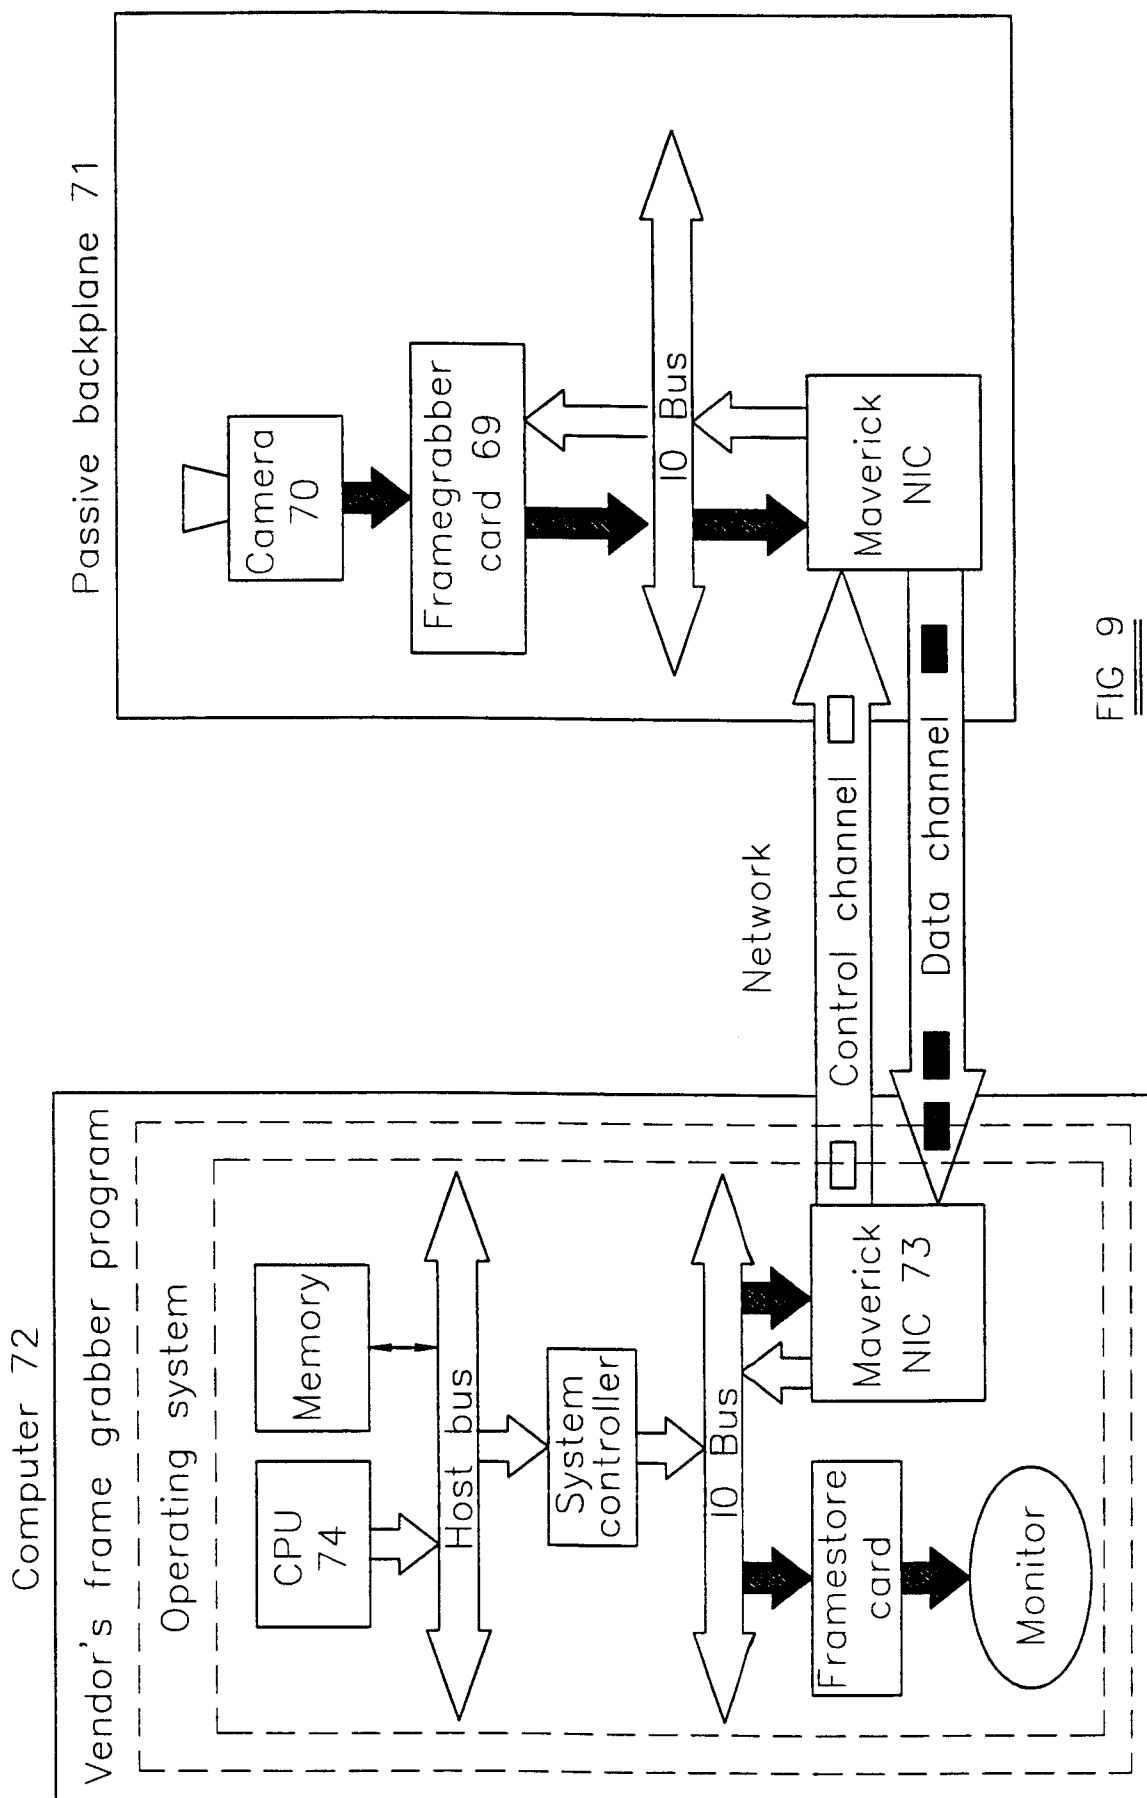 Computer 72
Vendor's frame grabber program
Operating system
CPU
74
Memory
Host bus
System
controller
IO Bus
Framestore
card
Monitor
Maverick
NIC 73
Network
Control channel
Data channel
Passive backplane 71
Camera
70
Framegrabber
card 69
IO Bus
Maverick
NIC
FIG 9